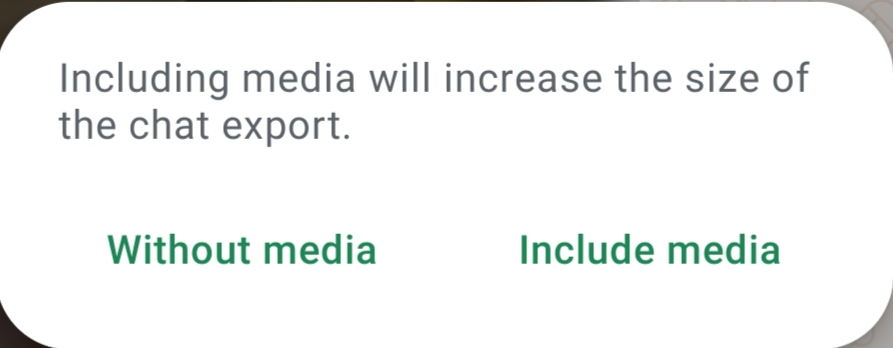 Including media will increase the size of
the chat export.
Without media
Include media